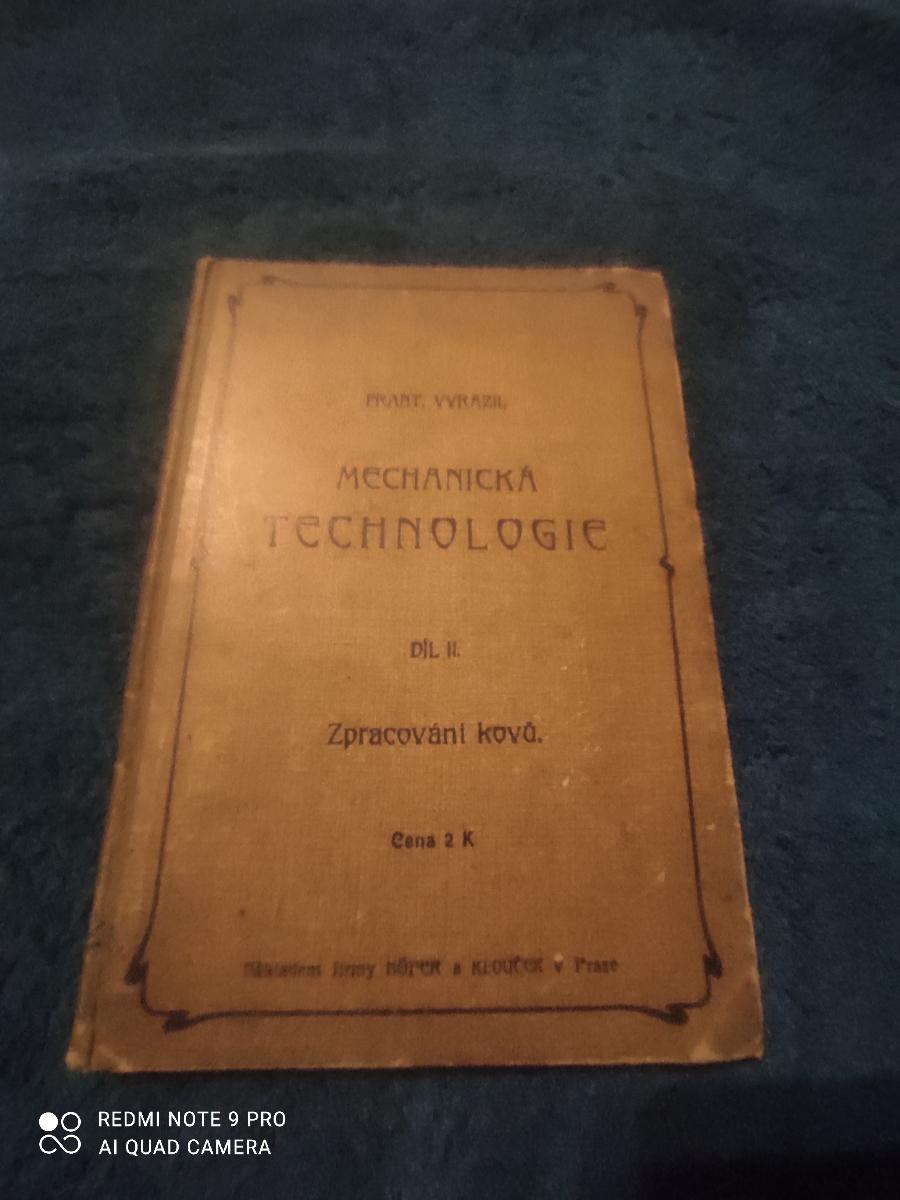 FRANT. VYRAZIL
MECHANICKÁ
TECHNOLOGIE
DÍL II.
Zpracování kovů.
Cena 2 K
Nákladem firmy HÖFER a KLOUČEK v Praze
REDMI NOTE 9 PRO
AI QUAD CAMERA